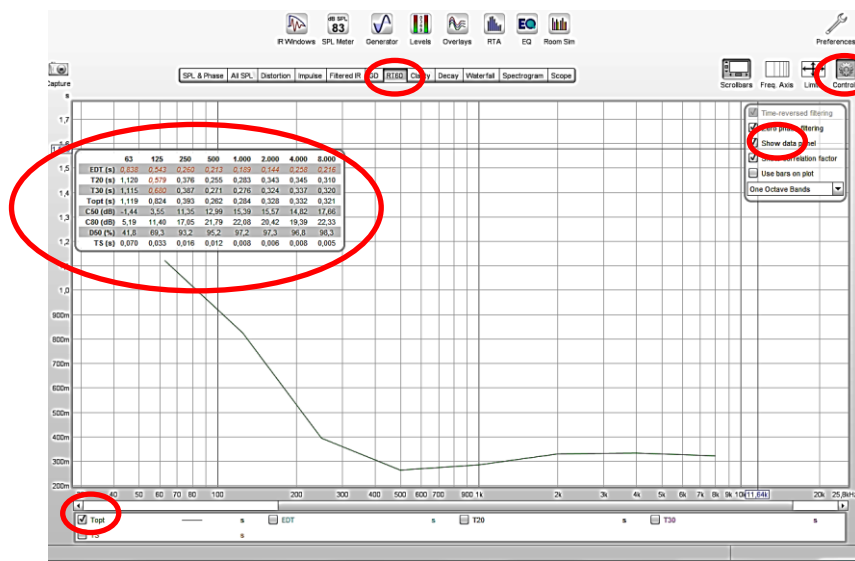 dB SPL
83
EQ
IR Windows SPL Meter Generator Levels Overlays RTA EQ Room Sim
Preferences
Capture
SPL & Phase All SPL Distortion Impulse Filtered IR GD RT60 Clarity Decay Waterfall Spectrogram Scope
Scrollbars Freq. Axis Limits Control
s
1,7
Time-reversed filtering
Zero phase filtering
Show data panel
Show correlation factor
Use bars on plot
One Octave Bands
63 125 250 500 1.000 2.000 4.000 8.000
EDT (s) 0,838 0,543 0,260 0,213 0,189 0,144 0,258 0,216
T20 (s) 1,120 0,579 0,376 0,255 0,283 0,343 0,345 0,310
T30 (s) 1,115 0,680 0,387 0,271 0,276 0,324 0,337 0,320
Topt (s) 1,119 0,824 0,393 0,262 0,284 0,328 0,332 0,321
C50 (dB) -1,44 3,55 11,35 12,99 15,39 15,57 14,82 17,66
C80 (dB) 5,19 11,40 17,05 21,79 22,08 20,42 19,39 22,33
D50 (%) 41,8 69,3 93,2 95,2 97,2 97,3 96,8 98,3
TS (s) 0,070 0,033 0,016 0,012 0,008 0,006 0,008 0,005
1,5
1,4
1,3
1,2
1,0
900m
800m
700m
600m
500m
400m
300m
200m
40 50 60 70 80 100 200 300 400 500 600 700 900 1k 2k 3k 4k 5k 6k 7k 8k 9k 10k 11,64k 20k 25,8kHz
Topt s EDT s T20 s T30 s
TS s